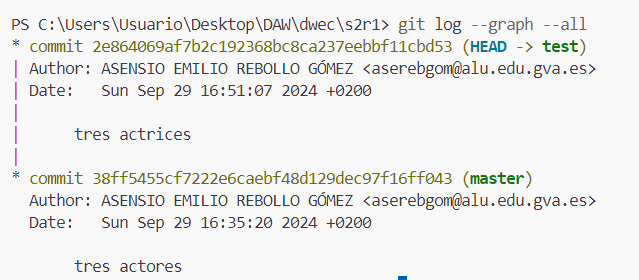 PS C:\Users\Usuario\Desktop\DAW\dwec\s2r1> git log --graph --all
* commit 2e864069af7b2c192368bc8ca237eebbf11cbd53 (HEAD -> test)
| Author: ASENSIO EMILIO REBOLLO GÓMEZ <aserebgom@alu.edu.gva.es>
| Date:   Sun Sep 29 16:51:07 2024 +0200
|
|     tres actrices
|
* commit 38ff5455cf7222e6caebf48d129dec97f16ff043 (master)
  Author: ASENSIO EMILIO REBOLLO GÓMEZ <aserebgom@alu.edu.gva.es>
  Date:   Sun Sep 29 16:35:20 2024 +0200
      tres actores